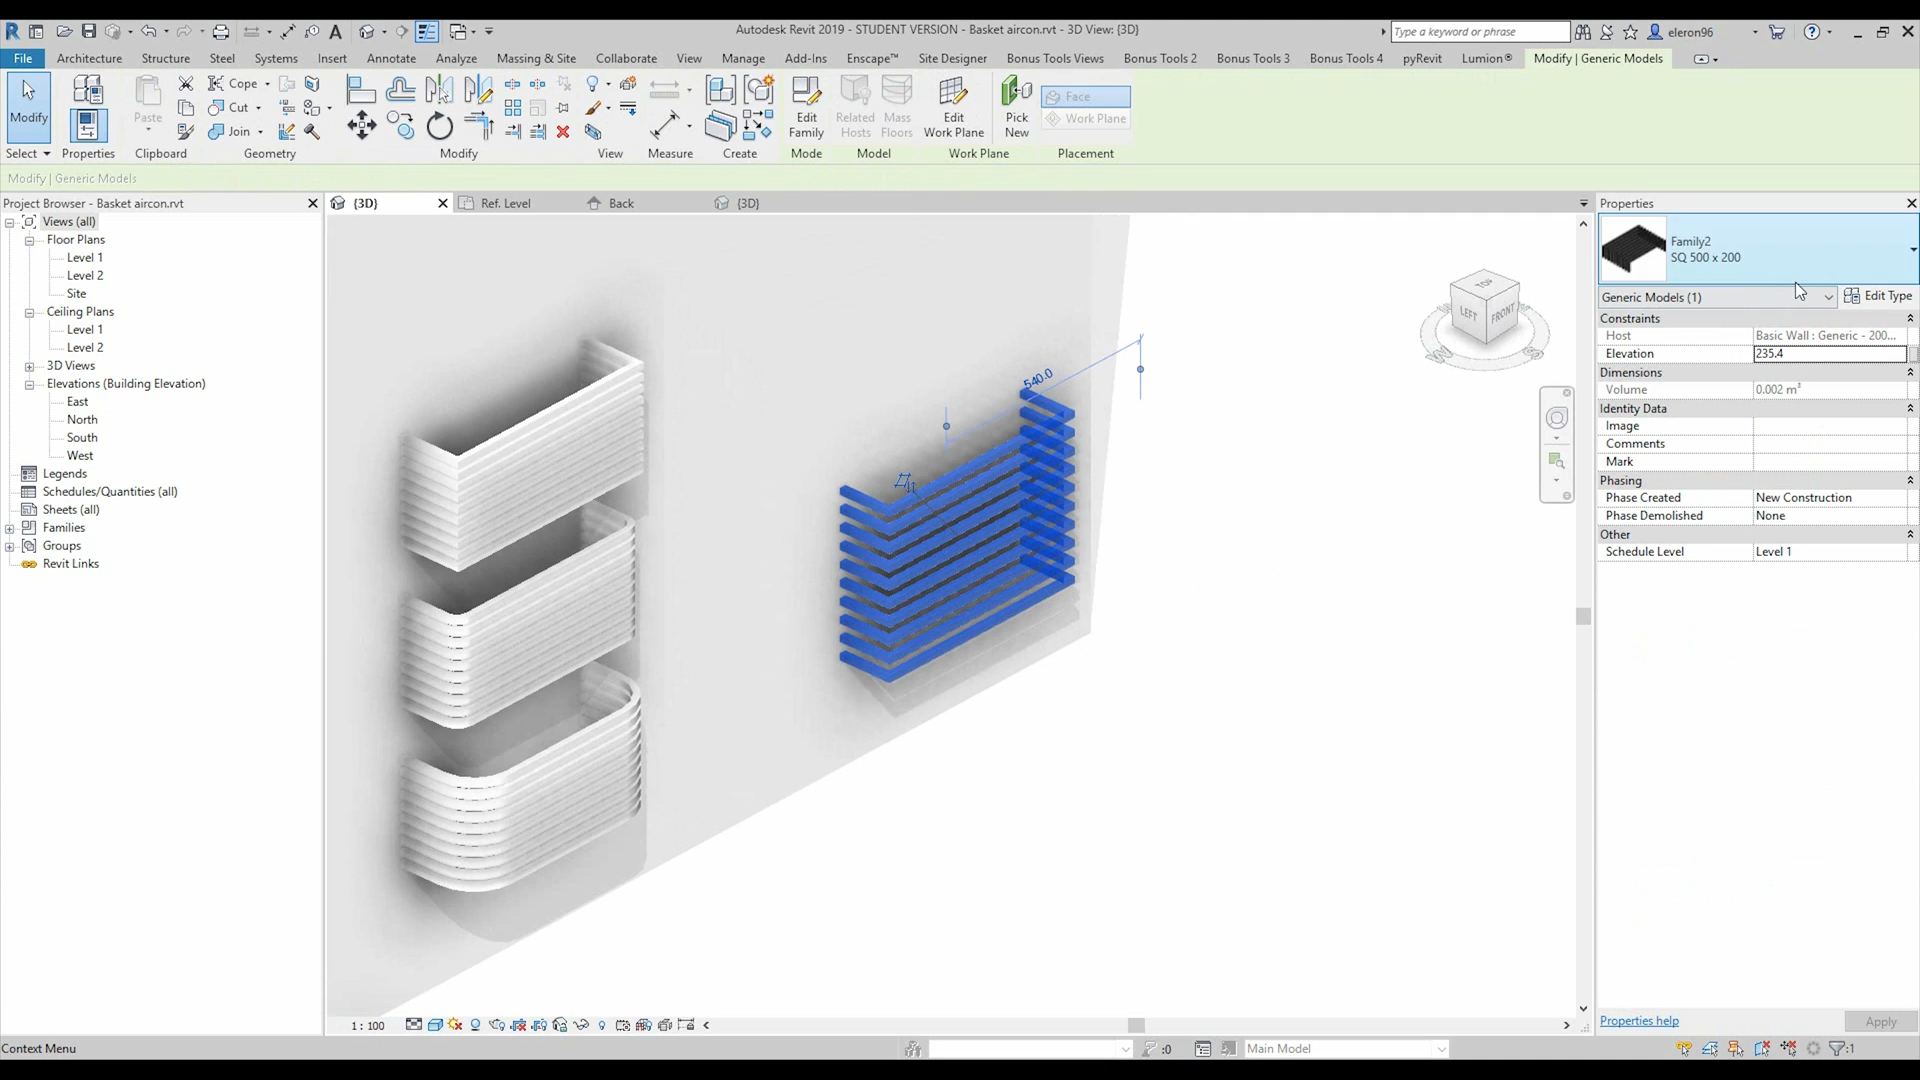 Autodesk Revit 2019 - STUDENT VERSION - Basket aircon.rvt - 3D View: {3D}
Type a keyword or phrase
eleron96
File Architecture Structure Steel Systems Insert Annotate Analyze Massing & Site Collaborate View Manage Add-Ins Enscape™ Site Designer Bonus Tools Views Bonus Tools 2 Bonus Tools 3 Bonus Tools 4 pyRevit Lumion® Modify | Generic Models
Modify
Paste
Cope
Cut
Join
Edit Family
Related Hosts
Mass Floors
Edit Work Plane
Pick New
Face
Work Plane
Select Properties Clipboard Geometry Modify View Measure Create Mode Model Work Plane Placement
Modify | Generic Models
Project Browser - Basket aircon.rvt
Views (all)
Floor Plans
Level 1
Level 2
Site
Ceiling Plans
Level 1
Level 2
3D Views
Elevations (Building Elevation)
East
North
South
West
Legends
Schedules/Quantities (all)
Sheets (all)
Families
Groups
Revit Links
{3D}
Ref. Level
Back
{3D}
540.0
TOP
LEFT
FRONT
W
S
Properties
Family2
SQ 500 x 200
Generic Models (1)
Edit Type
Constraints
Host Basic Wall : Generic - 200...
Elevation 235.4
Dimensions
Volume 0.002 m³
Identity Data
Image
Comments
Mark
Phasing
Phase Created New Construction
Phase Demolished None
Other
Schedule Level Level 1
Properties help
Apply
1 : 100
Context Menu
:0
Main Model
:1